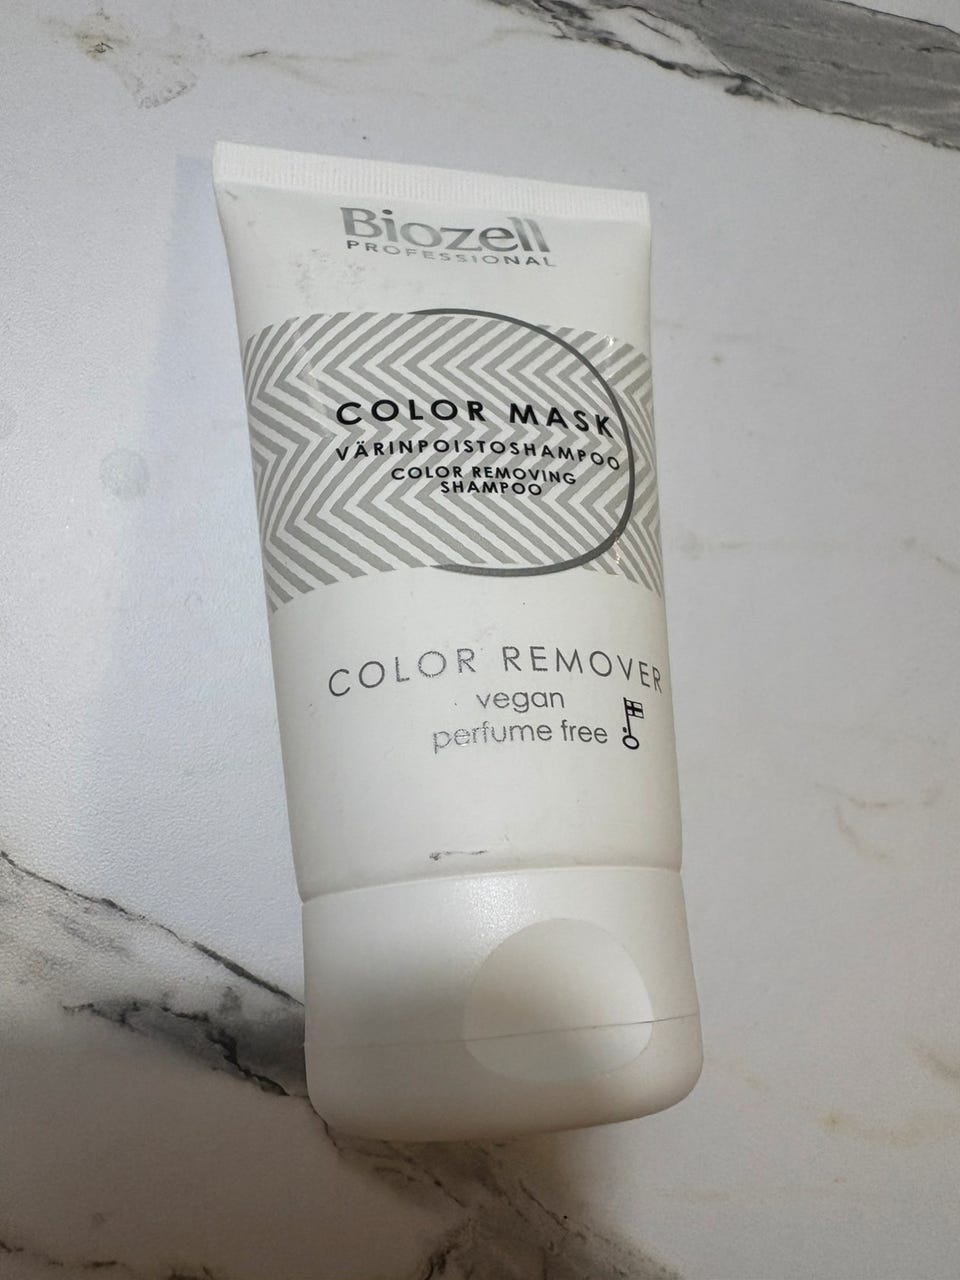 Biozell
PROFESSIONAL
COLOR MASK
VÄRINPOISTOSHAMPOO
COLOR REMOVING
SHAMPOO
COLOR REMOVER
vegan
perfume free